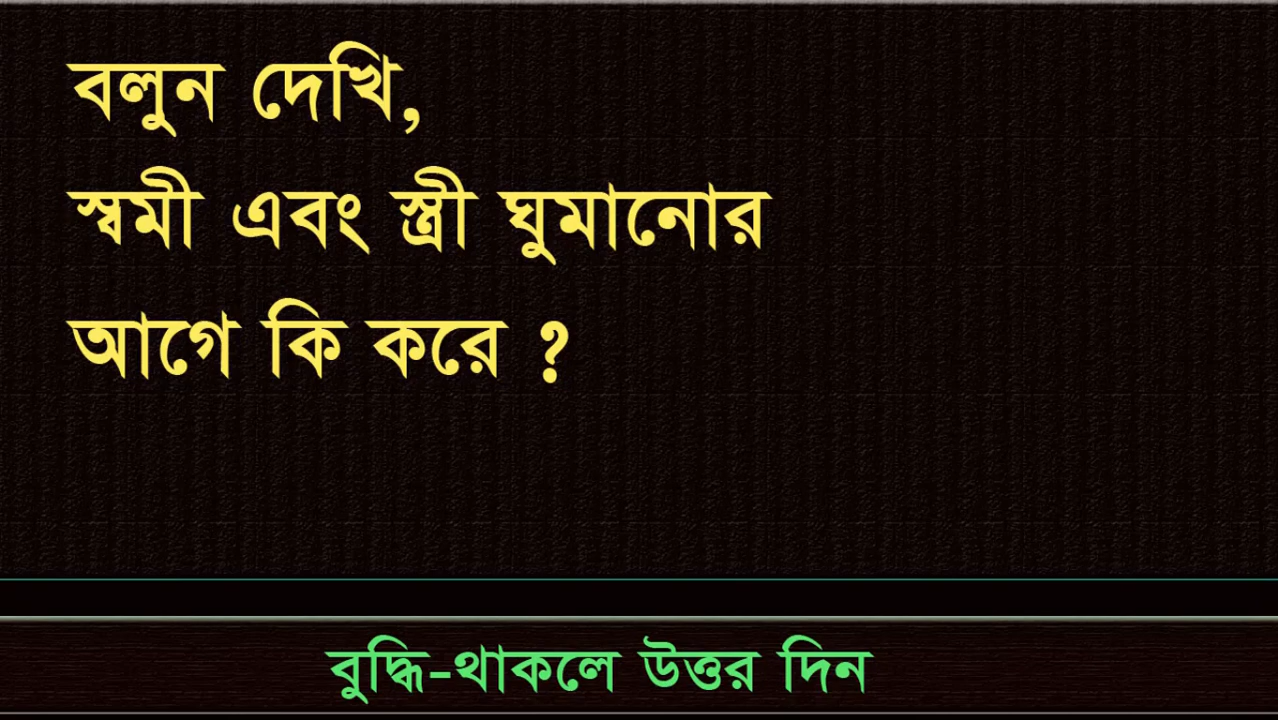 বলুন দেখি,
স্বমী এবং স্ত্রী ঘুমানোর
আগে কি করে ?
বুদ্ধি-থাকলে উত্তর দিন